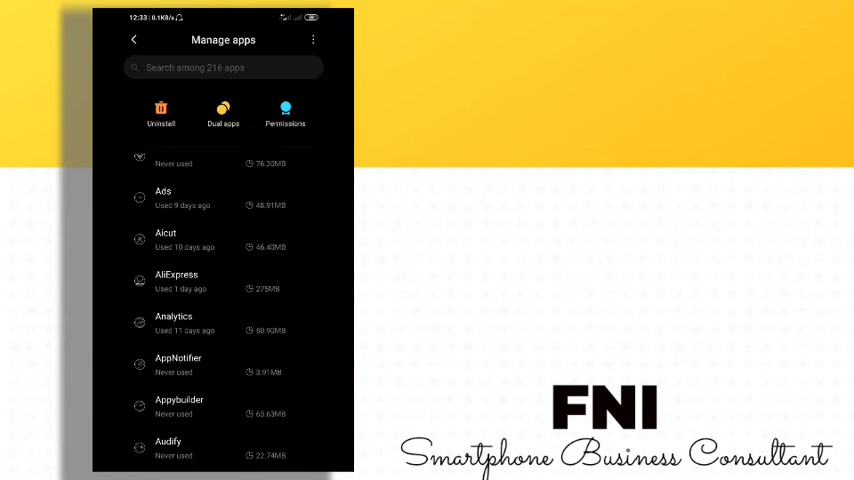 12:33 | 0.1KB/s
Manage apps
Search among 216 apps
Uninstall Dual apps Permissions
Never used 76.30MB
Ads
Used 9 days ago 48.91MB
Aicut
Used 10 days ago 46.40MB
AliExpress
Used 1 day ago 275MB
Analytics
Used 11 days ago 50.90MB
AppNotifier
Never used 3.91MB
Appybuilder
Never used 63.63MB
Audify
Never used 22.74MB
FNI
Smartphone Business Consultant